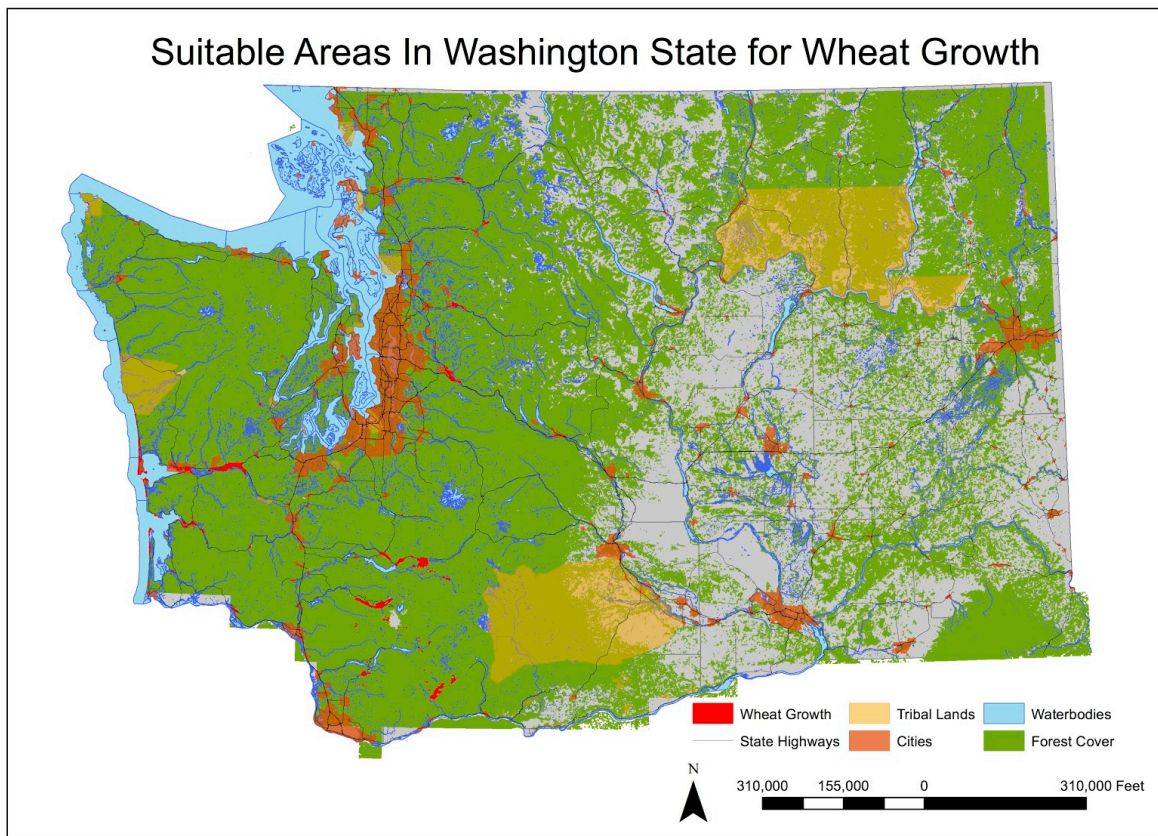 Suitable Areas In Washington State for Wheat Growth
Wheat Growth
Tribal Lands
Waterbodies
State Highways
Cities
Forest Cover
N
310,000 155,000 0 310,000 Feet